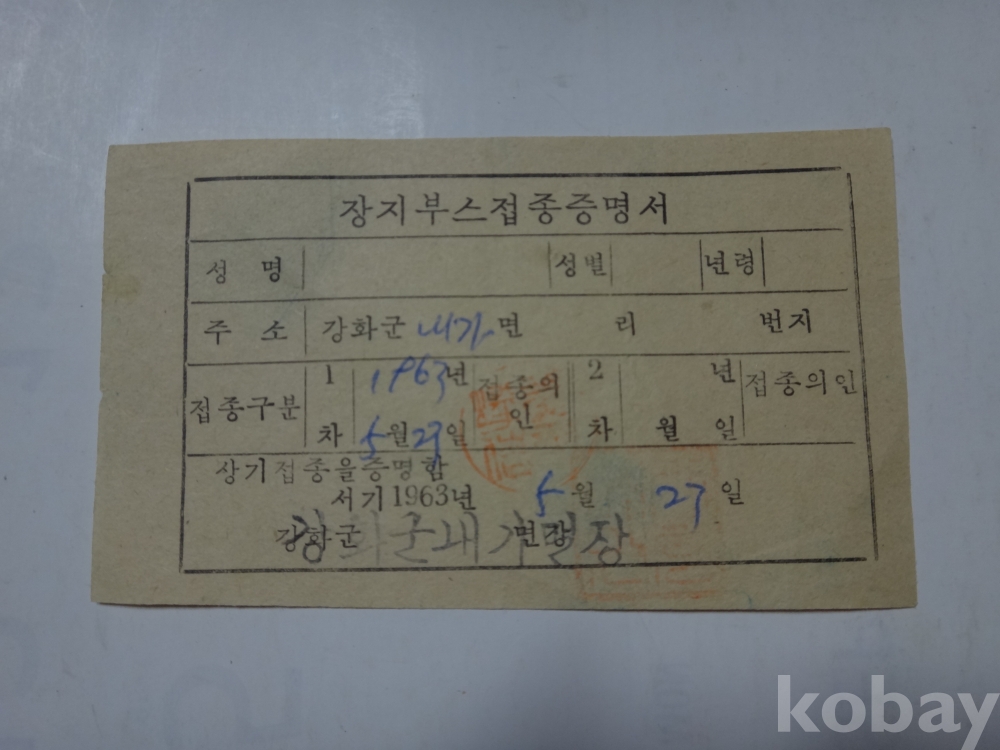 장지부스접종증명서
성 명 성별 년령
주 소 강화군 내가면 리 번지
접종구분 1차 1963년 5월 27일 접종의인 2차 년 월 일 접종의인
상기접종을증명함
서기1963년 5월 27일
강화군 면장
강화군내가면장
kobay